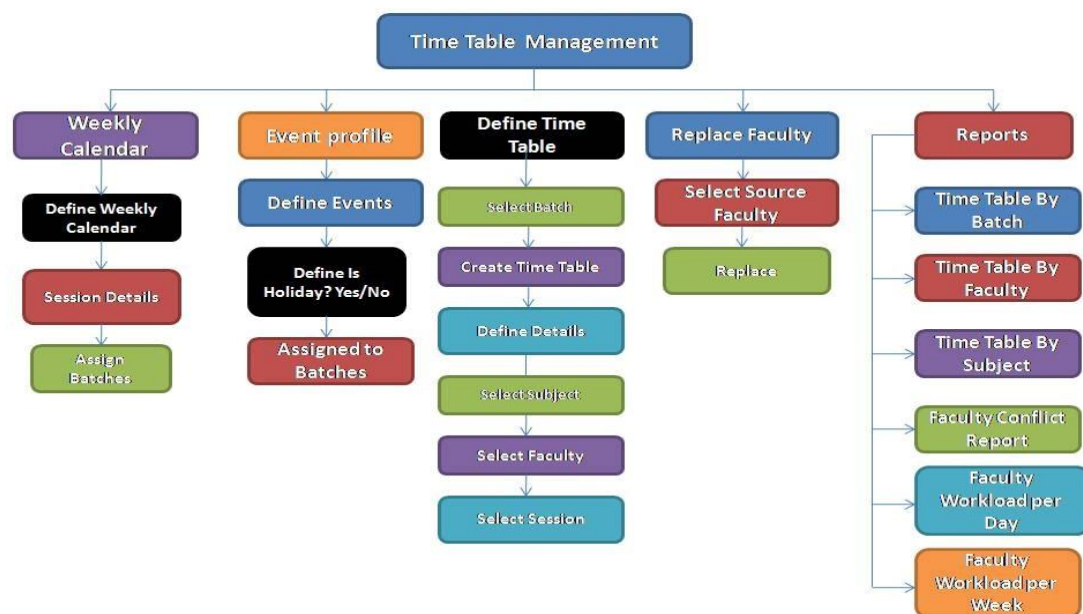 Time Table Management
Weekly
Calendar
Define Weekly
Calendar
Session Details
Assign
Batches
Event profile
Define Events
Define Is
Holiday? Yes/No
Assigned to
Batches
Define Time
Table
Select Batch
Create Time Table
Define Details
Select Subject
Select Faculty
Select Session
Replace Faculty
Select Source
Faculty
Replace
Reports
Time Table By
Batch
Time Table By
Faculty
Time Table By
Subject
Faculty Conflict
Report
Faculty
Workload per
Day
Faculty
Workload per
Week